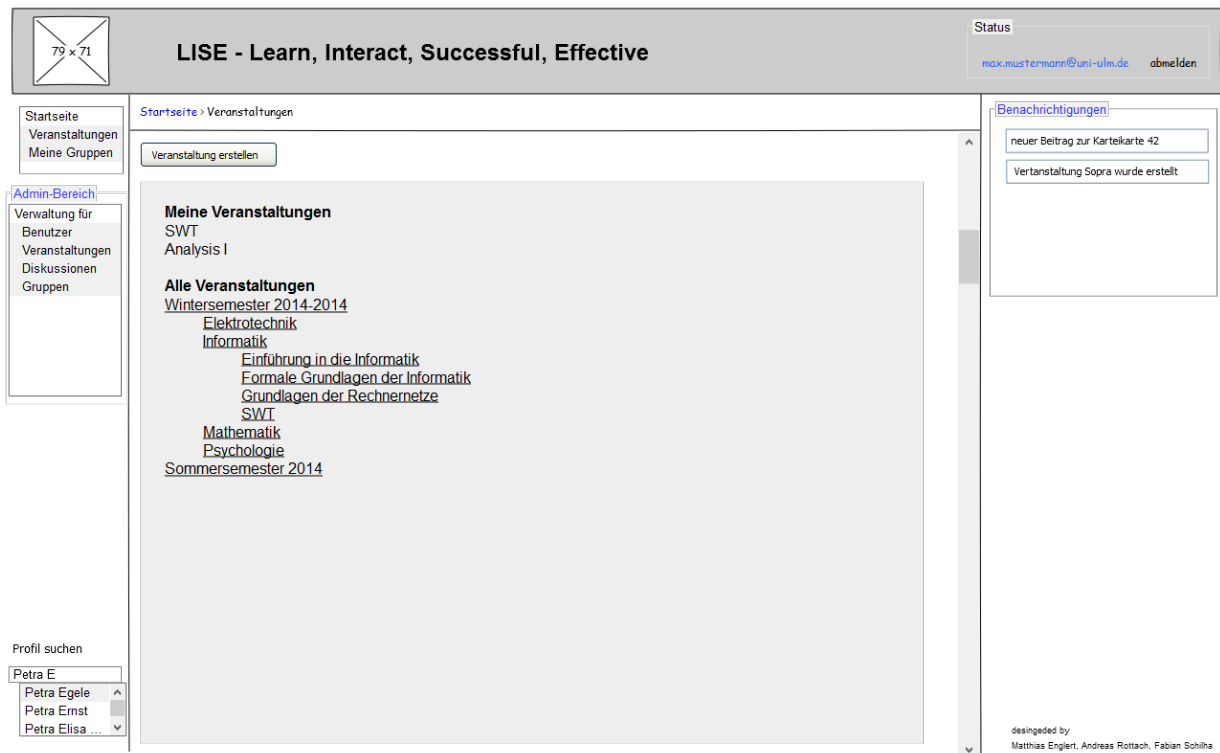 79 x 71
LISE - Learn, Interact, Successful, Effective
Status
max.mustermann@uni-ulm.de abmelden
Startseite
Veranstaltungen
Meine Gruppen
Admin-Bereich
Verwaltung für
Benutzer
Veranstaltungen
Diskussionen
Gruppen
Profil suchen
Petra E
Petra Egele
Petra Ernst
Petra Elisa ...
Startseite > Veranstaltungen
Veranstaltung erstellen
Meine Veranstaltungen
SWT
Analysis I
Alle Veranstaltungen
Wintersemester 2014-2014
Elektrotechnik
Informatik
Einführung in die Informatik
Formale Grundlagen der Informatik
Grundlagen der Rechnernetze
SWT
Mathematik
Psychologie
Sommersemester 2014
Benachrichtigungen
neuer Beitrag zur Karteikarte 42
Vertanstaltung Sopra wurde erstellt
desingeded by
Matthias Englert, Andreas Rottach, Fabian Schilha